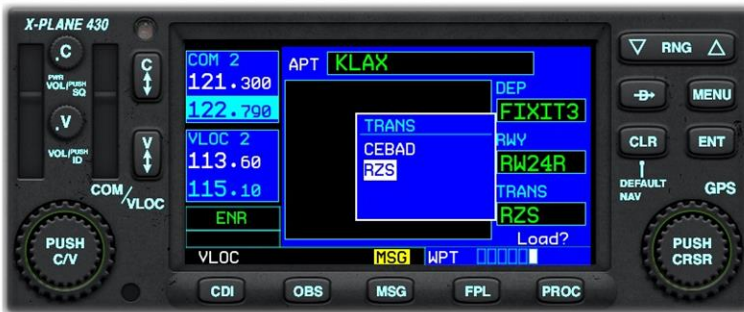 X-PLANE 430
C
PWR
VOL/PUSH SQ
V
VOL/PUSH ID
C
V
COM/VLOC
PUSH
C/V
COM 2
121.300
122.790
VLOC 2
113.60
115.10
ENR
VLOC
APT KLAX
TRANS
CEBAD
RZS
DEP
FIXIT3
RWY
RW24R
TRANS
RZS
Load?
MSG WPT
RNG
D
MENU
CLR
ENT
DEFAULT
NAV
GPS
PUSH
CRSR
CDI
OBS
MSG
FPL
PROC